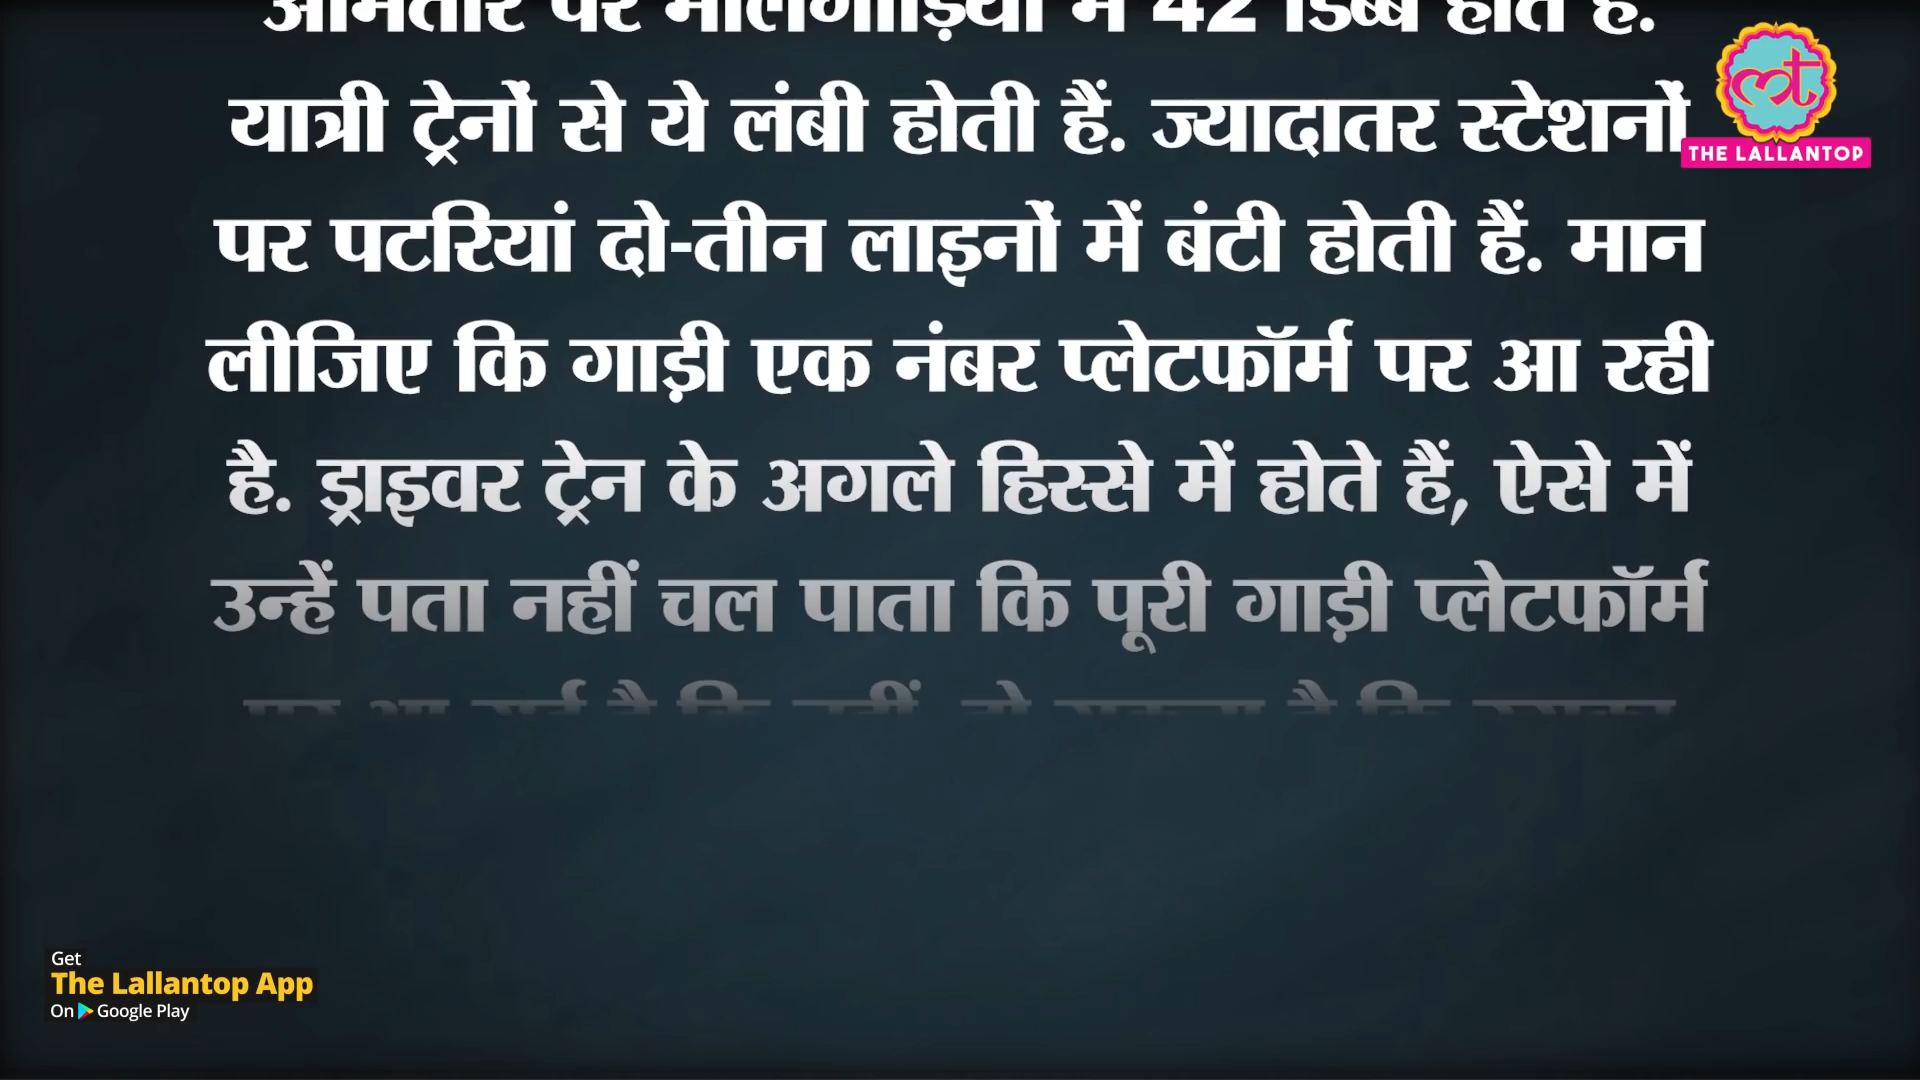 आमतौर पर मालगाड़ियों में 42 डिब्बे होते हैं.
यात्री ट्रेनों से ये लंबी होती हैं. ज्यादातर स्टेशनों
पर पटरियां दो-तीन लाइनों में बंटी होती हैं. मान
लीजिए कि गाड़ी एक नंबर प्लेटफॉर्म पर आ रही
है. ड्राइवर ट्रेन के अगले हिस्से में होते हैं, ऐसे में
उन्हें पता नहीं चल पाता कि पूरी गाड़ी प्लेटफॉर्म
THE LALLANTOP
Get
The Lallantop App
On Google Play